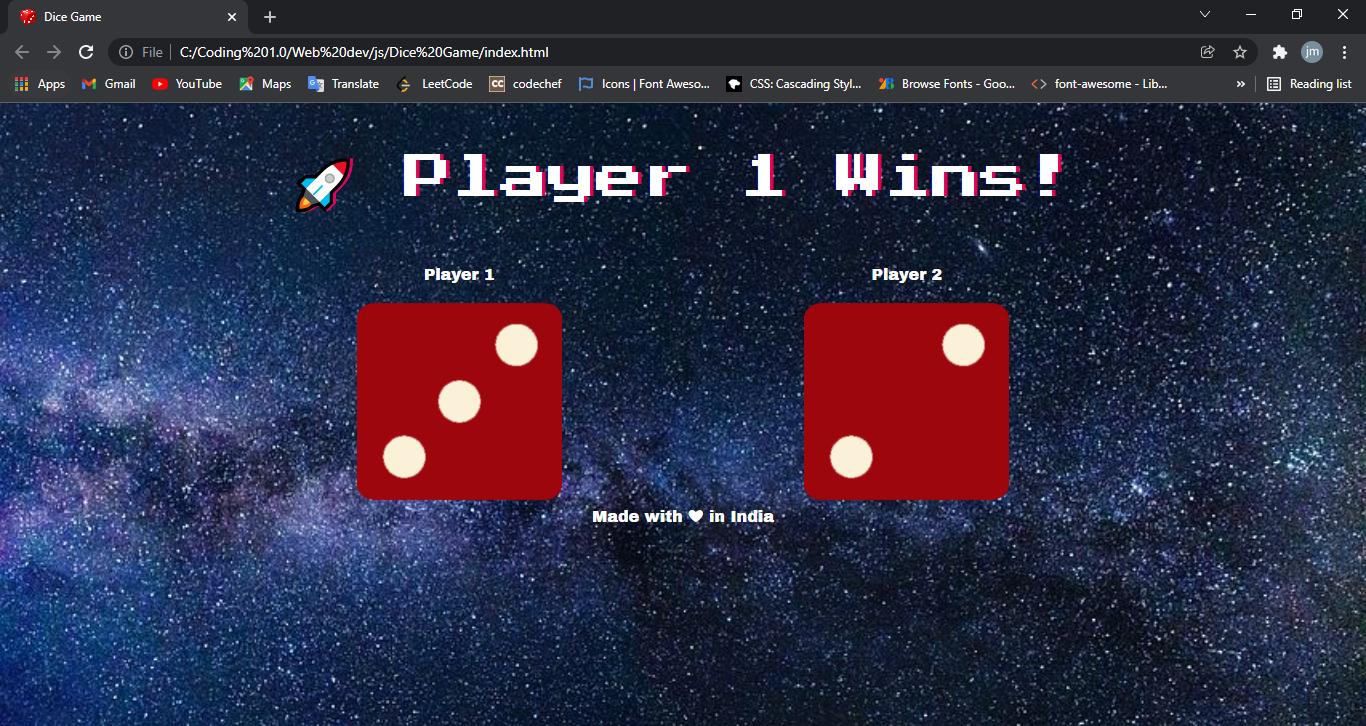 Dice Game
File C:/Coding%201.0/Web%20dev/js/Dice%20Game/index.html
jm
Apps Gmail YouTube Maps Translate LeetCode CC codechef Icons | Font Aweso... CSS: Cascading Styl... Browse Fonts - Goo... font-awesome - Lib... » Reading list
🚀 Player 1 Wins!
Player 1 Player 2
Made with ♥ in India